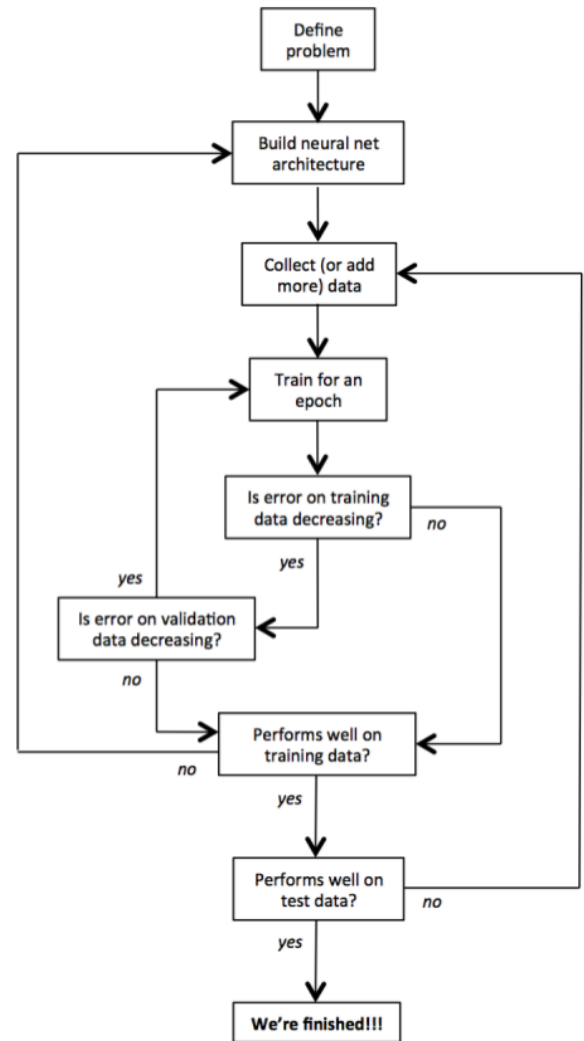 Define
problem
Build neural net
architecture
Collect (or add
more) data
Train for an
epoch
Is error on training
data decreasing?
no
yes
yes
Is error on validation
data decreasing?
no
Performs well on
training data?
no
yes
Performs well on
test data?
no
yes
We're finished!!!